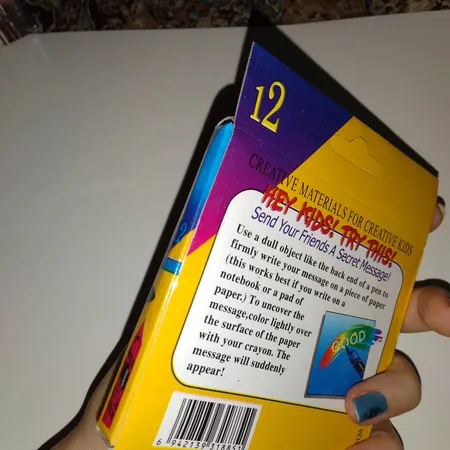 12
CREATIVE MATERIALS FOR CREATIVE KIDS
HEY KIDS! TRY THIS!
Send Your Friends A Secret Message!
Use a dull object like the back end of a pen to
firmly write your message on a piece of paper
(this works best if you write on a
notebook or a pad of
paper.) To uncover the
message,color lightly over
the surface of the paper
with your crayon. The
message will suddenly
appear!
GOOD
6 942139 318851